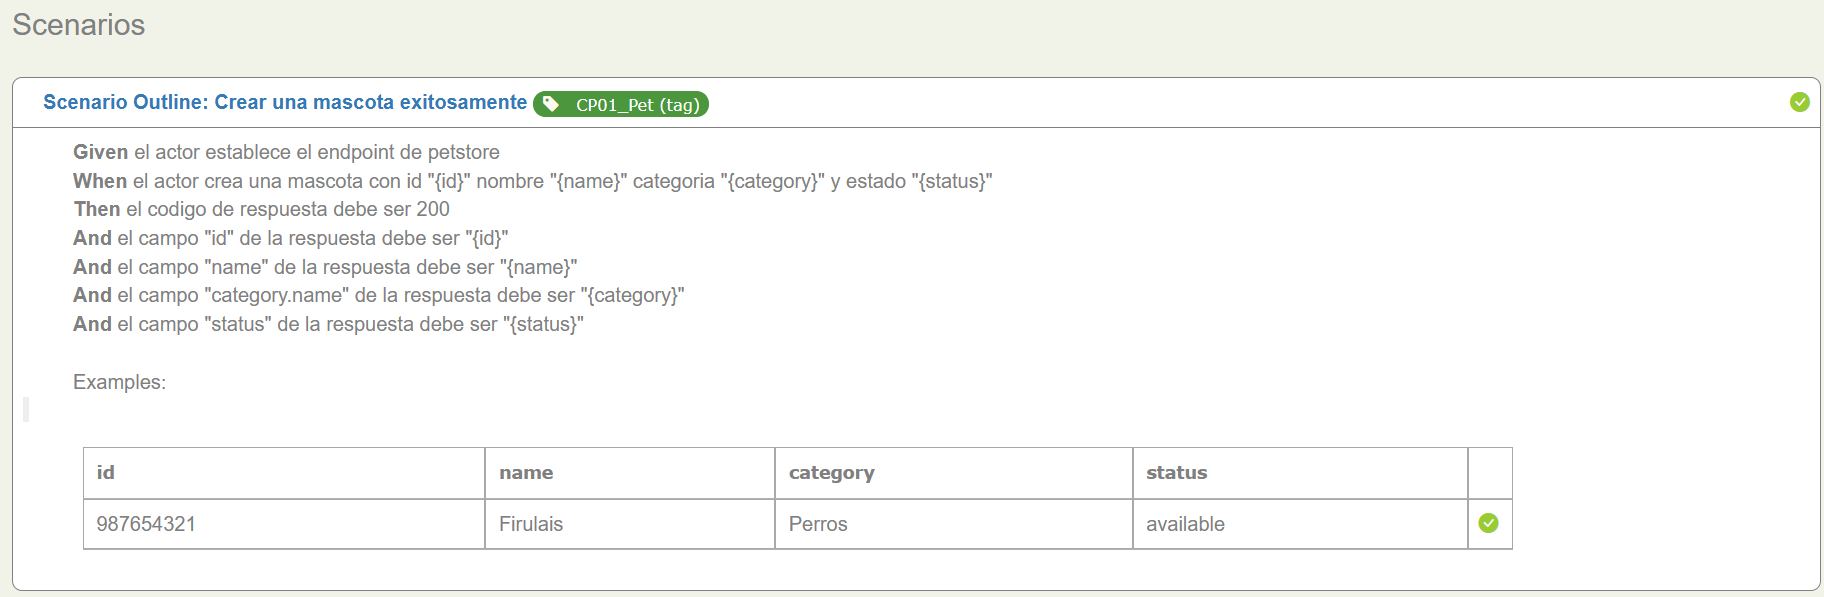 Scenarios
Scenario Outline: Crear una mascota exitosamente CP01_Pet (tag)
Given el actor establece el endpoint de petstore
When el actor crea una mascota con id "{id}" nombre "{name}" categoria "{category}" y estado "{status}"
Then el codigo de respuesta debe ser 200
And el campo "id" de la respuesta debe ser "{id}"
And el campo "name" de la respuesta debe ser "{name}"
And el campo "category.name" de la respuesta debe ser "{category}"
And el campo "status" de la respuesta debe ser "{status}"
Examples:
id name category status
987654321 Firulais Perros available